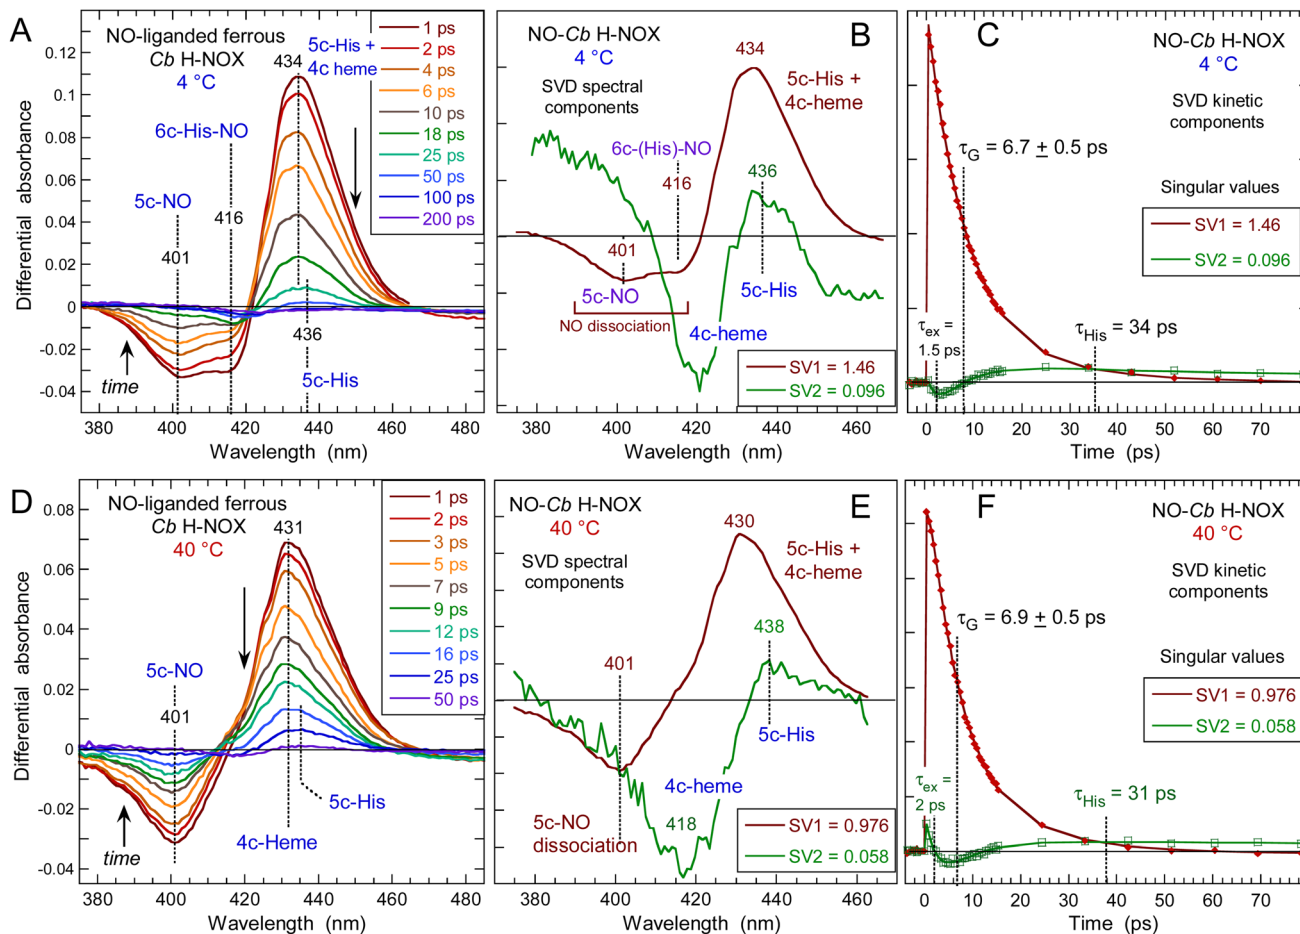 A
NO-liganded ferrous
Cb H-NOX
4 °C
5c-His +
4c heme
434
6c-His-NO
5c-NO
416
401
436
5c-His
time
1 ps
2 ps
4 ps
6 ps
10 ps
18 ps
25 ps
50 ps
100 ps
200 ps
Differential absorbance
0.12
0.1
0.08
0.06
0.04
0.02
0
-0.02
-0.04
380 400 420 440 460 480
Wavelength (nm)
B
NO-Cb H-NOX
4 °C
SVD spectral
components
434
5c-His +
4c-heme
6c-(His)-NO
416
436
401
5c-NO
NO dissociation
5c-His
4c-heme
SV1 = 1.46
SV2 = 0.096
380 400 420 440 460
Wavelength (nm)
C
NO-Cb H-NOX
4 °C
SVD kinetic
components
τG = 6.7 ± 0.5 ps
Singular values
SV1 = 1.46
SV2 = 0.096
τex =
1.5 ps
τHis = 34 ps
0 10 20 30 40 50 60 70
Time (ps)
D
NO-liganded ferrous
Cb H-NOX
40 °C
431
5c-NO
401
5c-His
4c-Heme
time
1 ps
2 ps
3 ps
5 ps
7 ps
9 ps
12 ps
16 ps
25 ps
50 ps
Differential absorbance
0.08
0.06
0.04
0.02
0
-0.02
-0.04
380 400 420 440 460 480
Wavelength (nm)
E
NO-Cb H-NOX
40 °C
SVD spectral
components
430
5c-His +
4c-heme
401
438
5c-His
4c-heme
418
5c-NO
dissociation
SV1 = 0.976
SV2 = 0.058
380 400 420 440 460
Wavelength (nm)
F
NO-Cb H-NOX
40 °C
SVD kinetic
components
τG = 6.9 ± 0.5 ps
Singular values
SV1 = 0.976
SV2 = 0.058
τex =
2 ps
τHis = 31 ps
0 10 20 30 40 50 60 70
Time (ps)